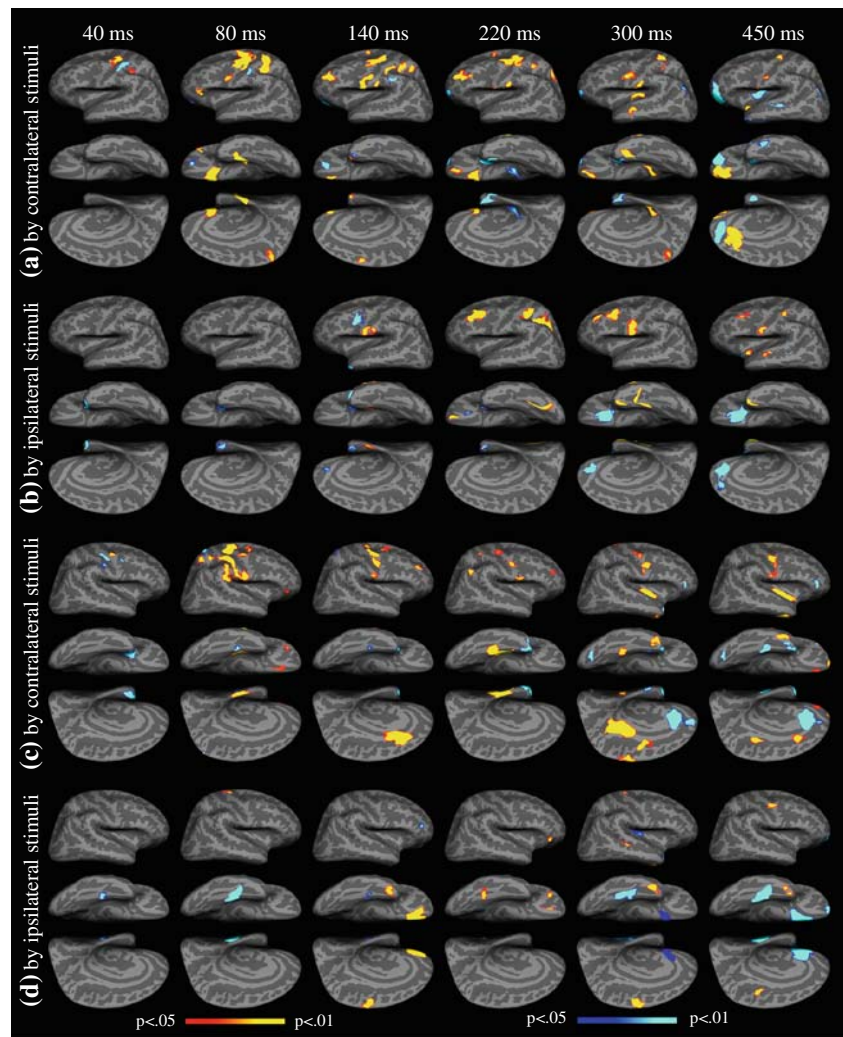 40 ms 80 ms 140 ms 220 ms 300 ms 450 ms
(a) by contralateral stimuli
(b) by ipsilateral stimuli
(c) by contralateral stimuli
(d) by ipsilateral stimuli
p<.05 p<.01 p<.05 p<.01